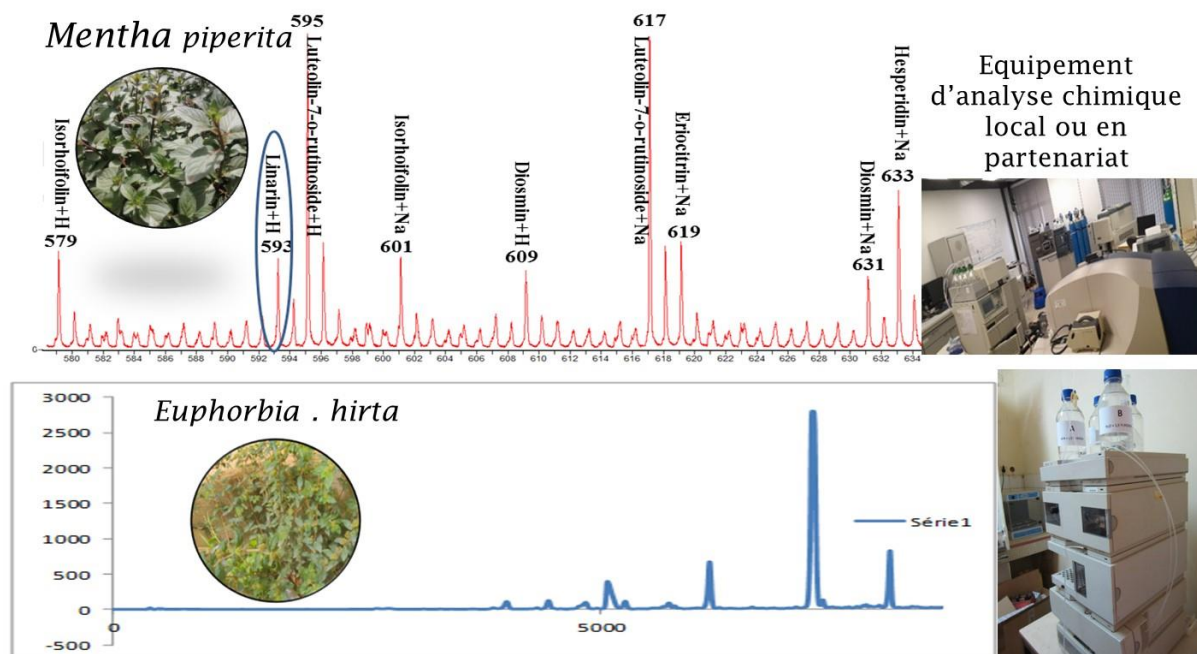 Mentha piperita
595
617
Isorhoifolin+H
579
Linarin+H
593
Luteolin-7-o-rutinoside+H
Isorhoifolin+Na
601
Diosmin+H
609
Luteolin-7-o-rutinoside+Na
Eriocitrin+Na
619
Diosmin+Na
631
Hesperidin+Na
633
0
580 582 584 586 588 590 592 594 596 598 600 602 604 606 608 610 612 614 616 618 620 622 624 626 628 630 632 634
Equipement
d'analyse chimique
local ou en
partenariat
Euphorbia . hirta
3000
2500
2000
1500
1000
500
0
-500
0
5000
Série1
A
B